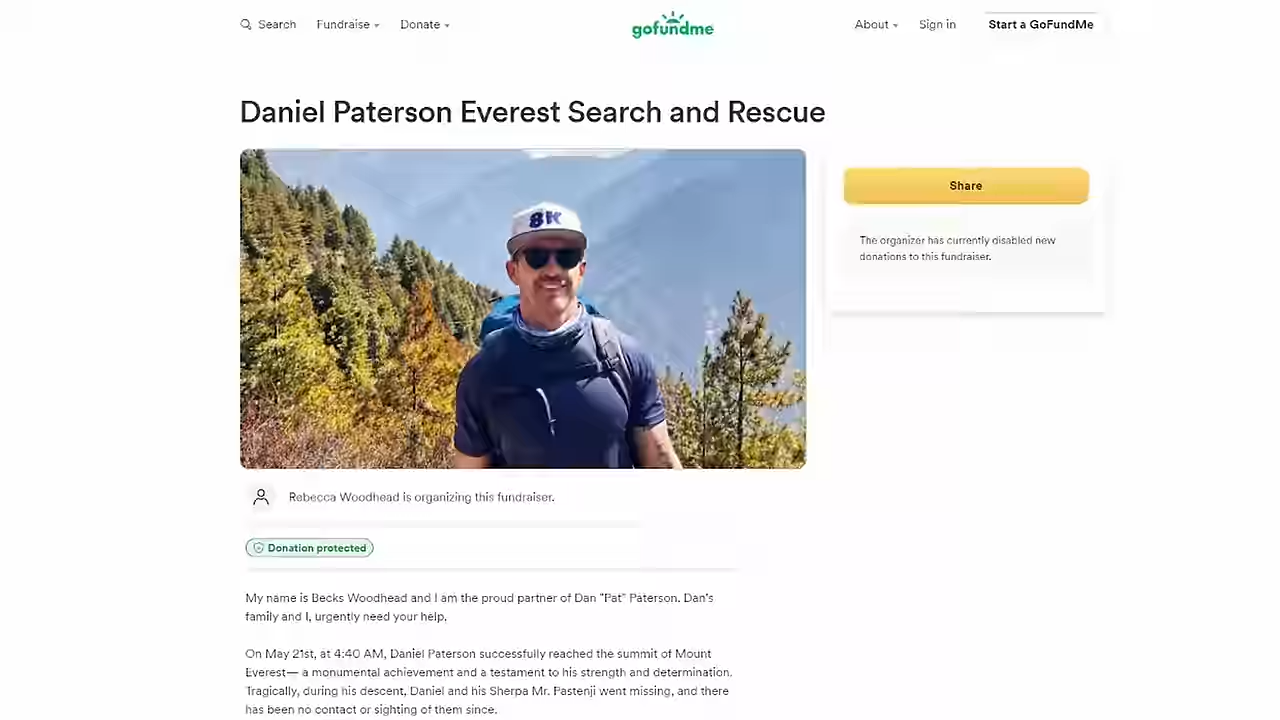 Search Fundraise Donate gofundme About Sign in Start a GoFundMe
Daniel Paterson Everest Search and Rescue
8K
Share
The organizer has currently disabled new
donations to this fundraiser.
Rebecca Woodhead is organizing this fundraiser.
Donation protected
My name is Becks Woodhead and I am the proud partner of Dan "Pat" Paterson. Dan's
family and I, urgently need your help.
On May 21st, at 4:40 AM, Daniel Paterson successfully reached the summit of Mount
Everest— a monumental achievement and a testament to his strength and determination.
Tragically, during his descent, Daniel and his Sherpa Mr. Pastenji went missing, and there
has been no contact or sighting of them since.